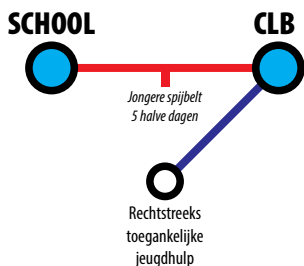 SCHOOL
CLB
Jongere spijbelt
5 halve dagen
Rechtstreeks
toegankelijke
jeugdhulp